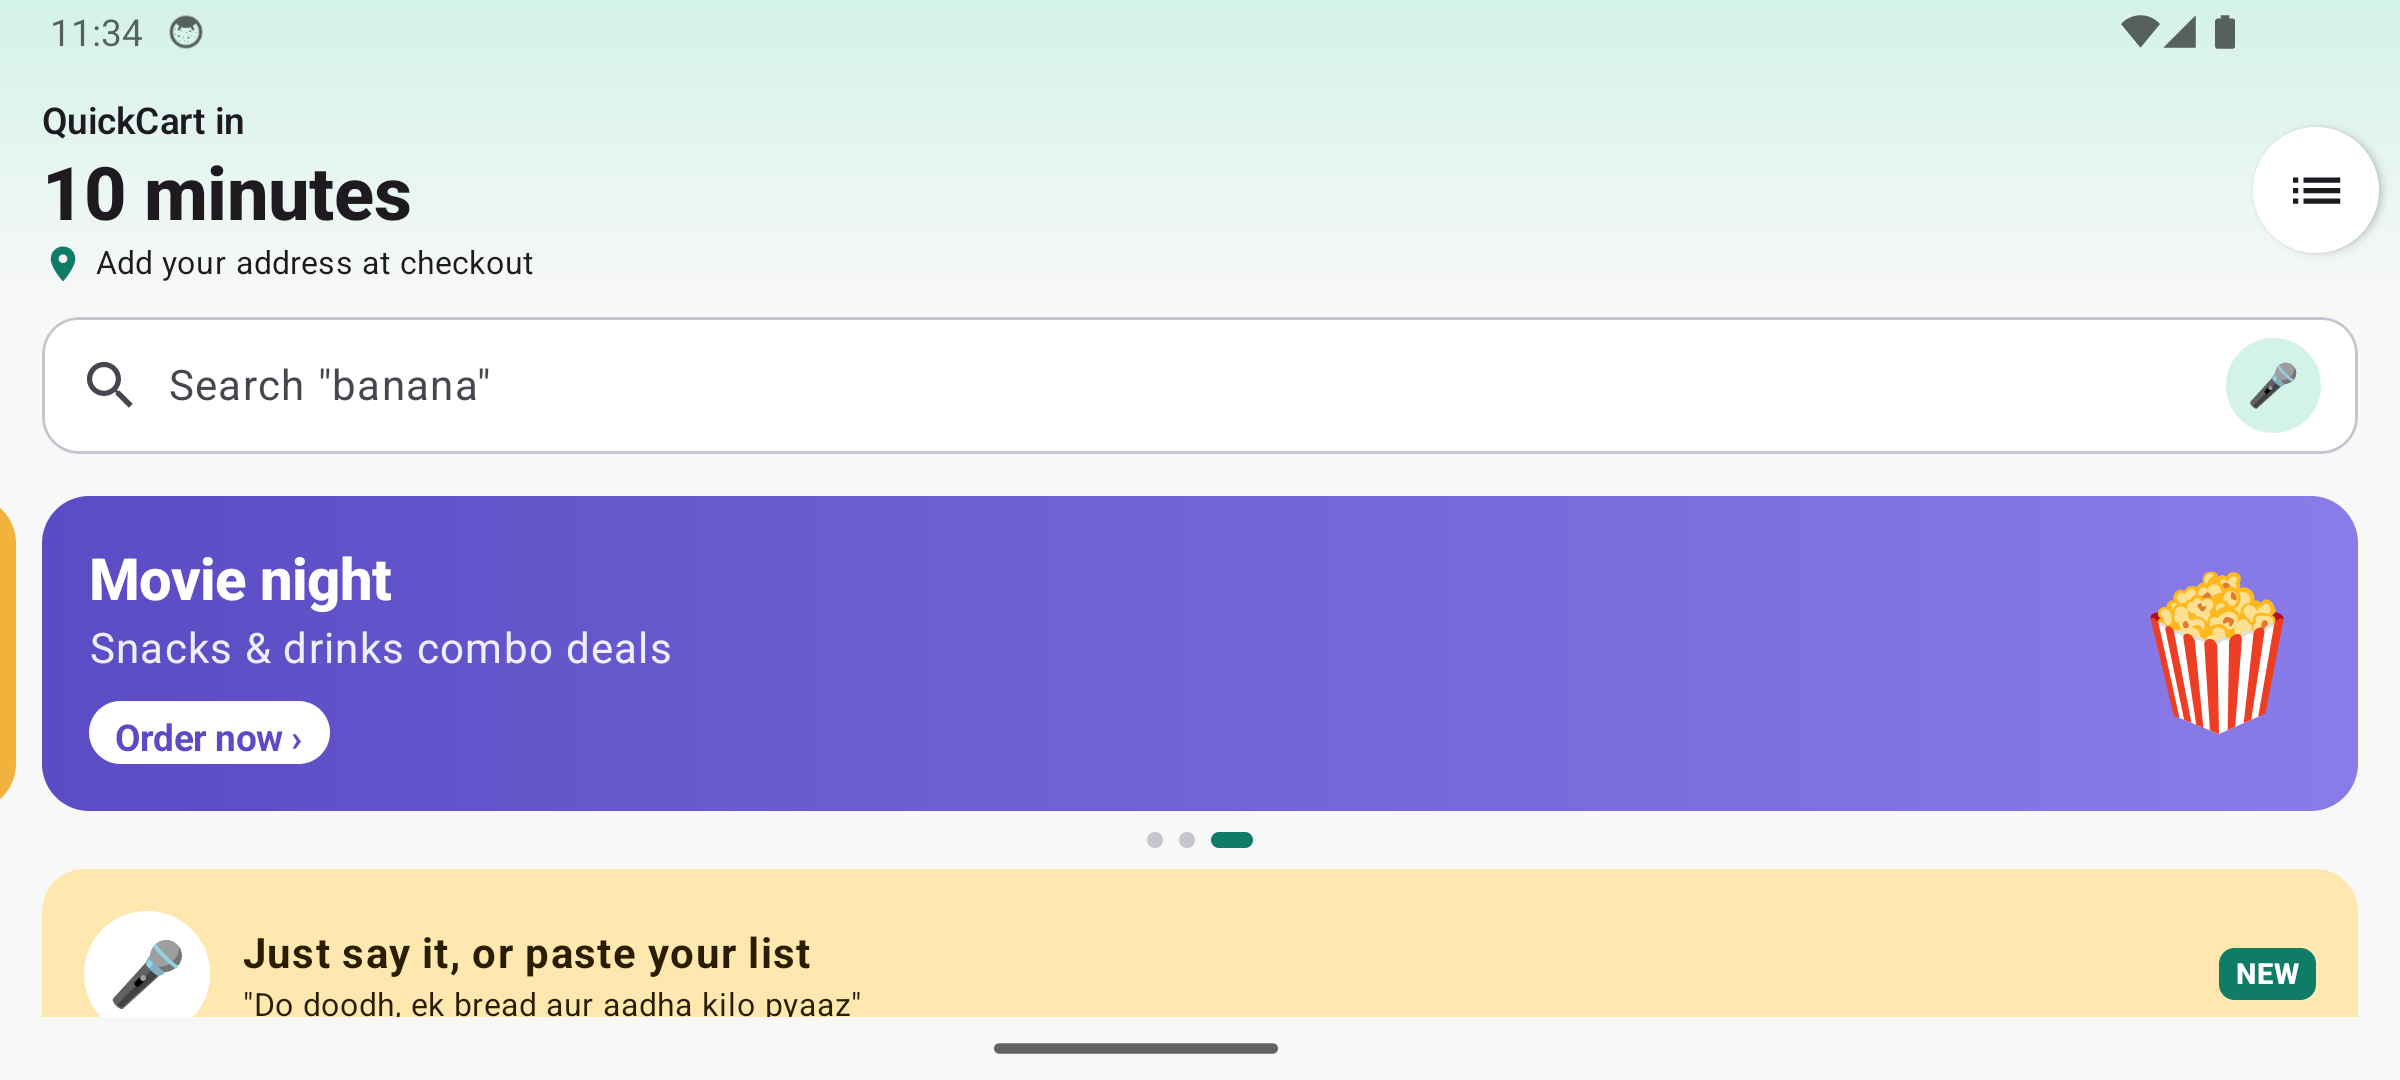 11:34
QuickCart in
10 minutes
Add your address at checkout
Search "banana"
Movie night
Snacks & drinks combo deals
Order now ›
Just say it, or paste your list
NEW
"Do doodh, ek bread aur aadha kilo pyaaz"